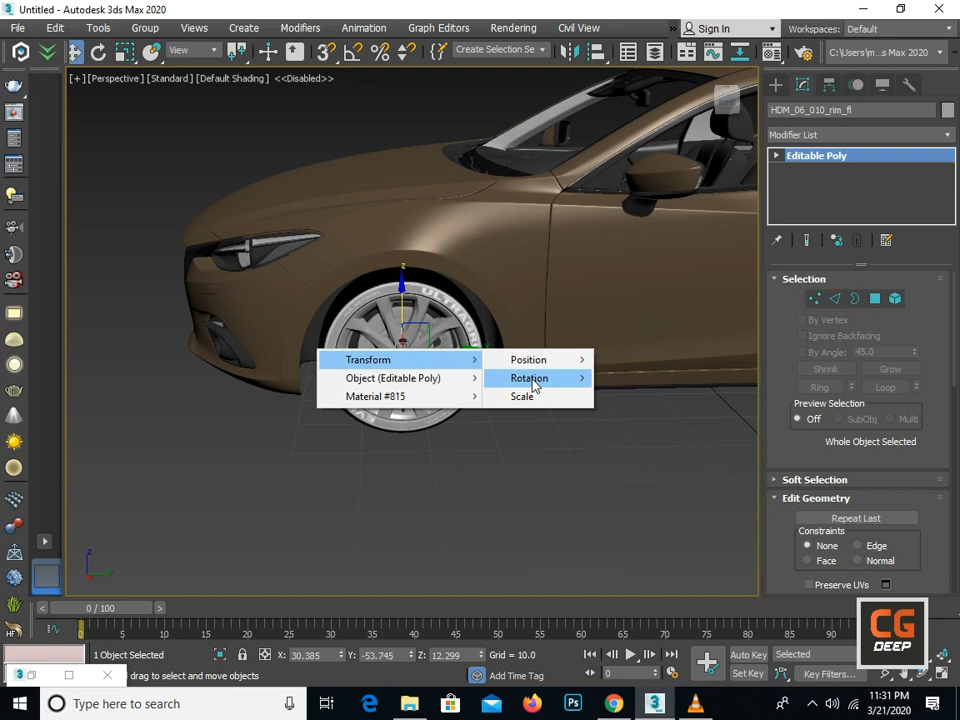 Untitled - Autodesk 3ds Max 2020
File Edit Tools Group Views Create Modifiers Animation Graph Editors Rendering Civil View » Sign In Workspaces: Default
View Create Selection Se C:\Users\m...s Max 2020
[+] [Perspective] [Standard] [Default Shading] <<Disabled>>
HDM_06_010_rim_fl
Modifier List
Editable Poly
Selection
By Vertex
Ignore Backfacing
By Angle: 45.0
Shrink Grow
Ring Loop
Preview Selection
Off SubObj Multi
Whole Object Selected
Soft Selection
Edit Geometry
Repeat Last
Constraints
None Edge
Face Normal
Preserve UVs
Transform Position
Object (Editable Poly) Rotation
Material #815 Scale
0 / 100
0 5 10 15 20 25 30 35 40 45 50 55 60 65 70 75 80 85 90
1 Object Selected X: 30.385 Y: -53.745 Z: 12.299 Grid = 10.0 Auto Key Selected
drag to select and move objects Add Time Tag 0 Set Key Key Filters...
CG
DEEP
Type here to search
11:31 PM
3/21/2020